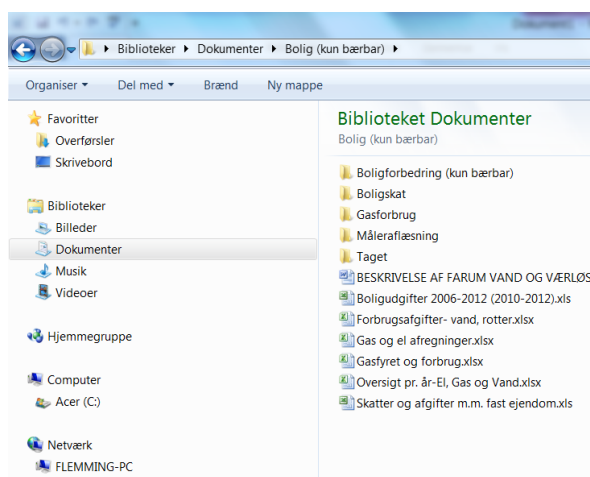 Biblioteker Dokumenter Bolig (kun bærbar)
Organiser Del med Brænd Ny mappe
Favoritter
Overførsler
Skrivebord
Biblioteker
Billeder
Dokumenter
Musik
Videoer
Hjemmegruppe
Computer
Acer (C:)
Netværk
FLEMMING-PC
Biblioteket Dokumenter
Bolig (kun bærbar)
Boligforbedring (kun bærbar)
Boligskat
Gasforbrug
Måleraflæsning
Taget
BESKRIVELSE AF FARUM VAND OG VÆRLØS
Boligudgifter 2006-2012 (2010-2012).xls
Forbrugsafgifter- vand, rotter.xlsx
Gas og el afregninger.xlsx
Gasfyret og forbrug.xlsx
Oversigt pr. år-El, Gas og Vand.xlsx
Skatter og afgifter m.m. fast ejendom.xls